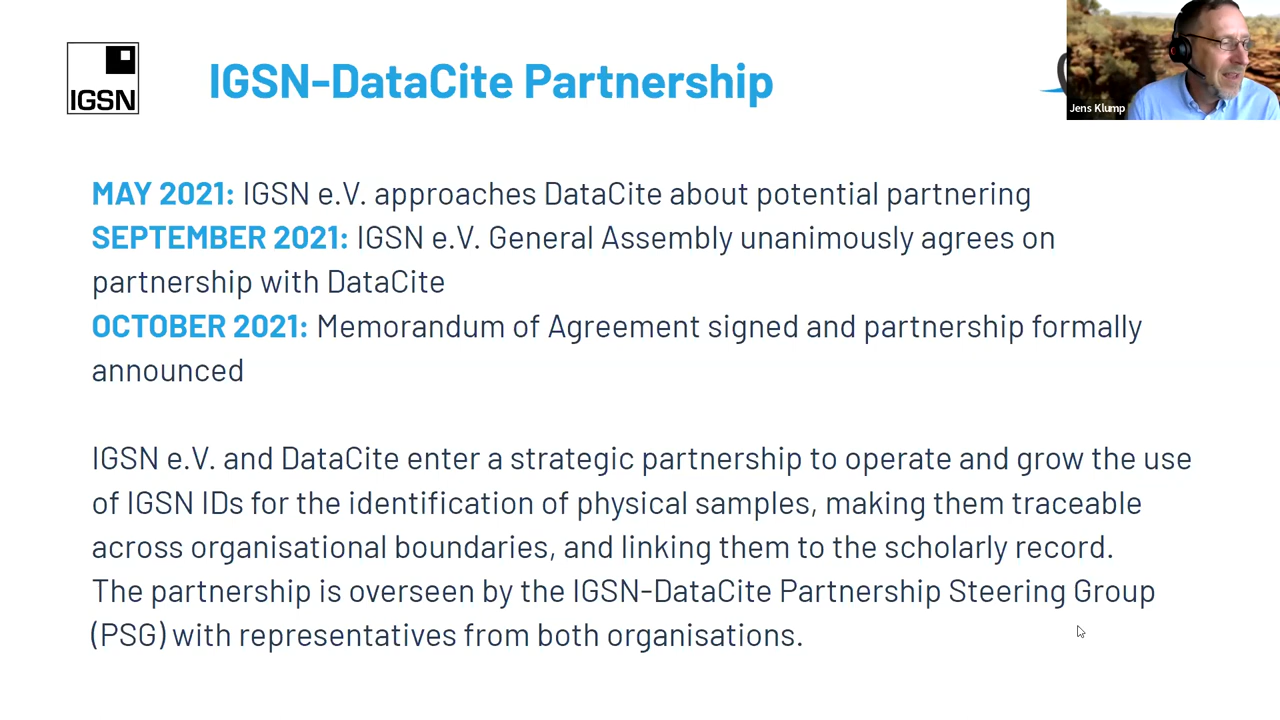 IGSN
IGSN-DataCite Partnership
Jens Klump
MAY 2021: IGSN e.V. approaches DataCite about potential partnering
SEPTEMBER 2021: IGSN e.V. General Assembly unanimously agrees on
partnership with DataCite
OCTOBER 2021: Memorandum of Agreement signed and partnership formally
announced
IGSN e.V. and DataCite enter a strategic partnership to operate and grow the use
of IGSN IDs for the identification of physical samples, making them traceable
across organisational boundaries, and linking them to the scholarly record.
The partnership is overseen by the IGSN-DataCite Partnership Steering Group
(PSG) with representatives from both organisations.